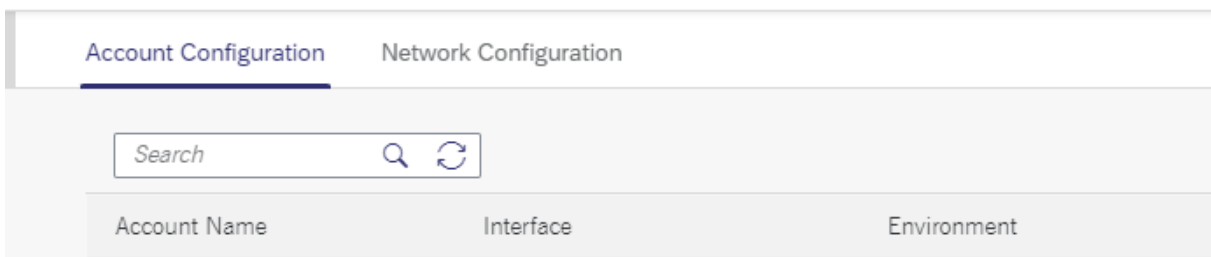 Account Configuration Network Configuration
Search
Account Name Interface Environment